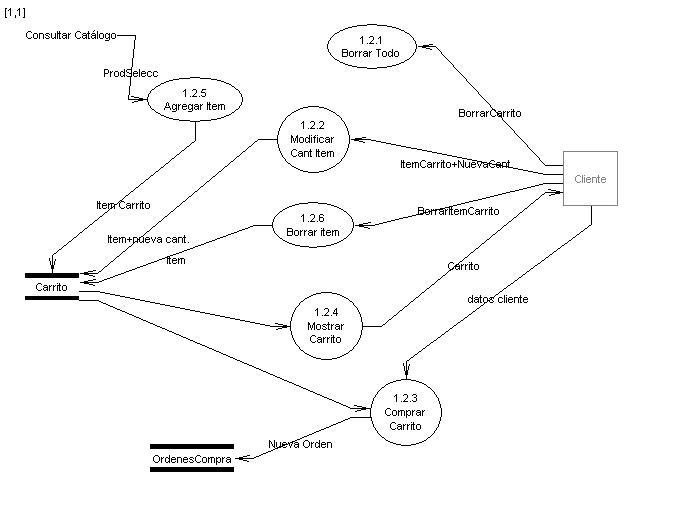 [1,1]
Consultar Catálogo
ProdSelecc
1.2.1
Borrar Todo
1.2.5
Agregar Item
BorrarCarrito
1.2.2
Modificar
Cant Item
ItemCarrito+NuevaCant.
Cliente
Item Carrito
1.2.6
Borrar item
BorrarItemCarrito
Item+nueva cant.
Item
Carrito
Carrito
datos cliente
1.2.4
Mostrar
Carrito
1.2.3
Comprar
Carrito
Nueva Orden
OrdenesCompra